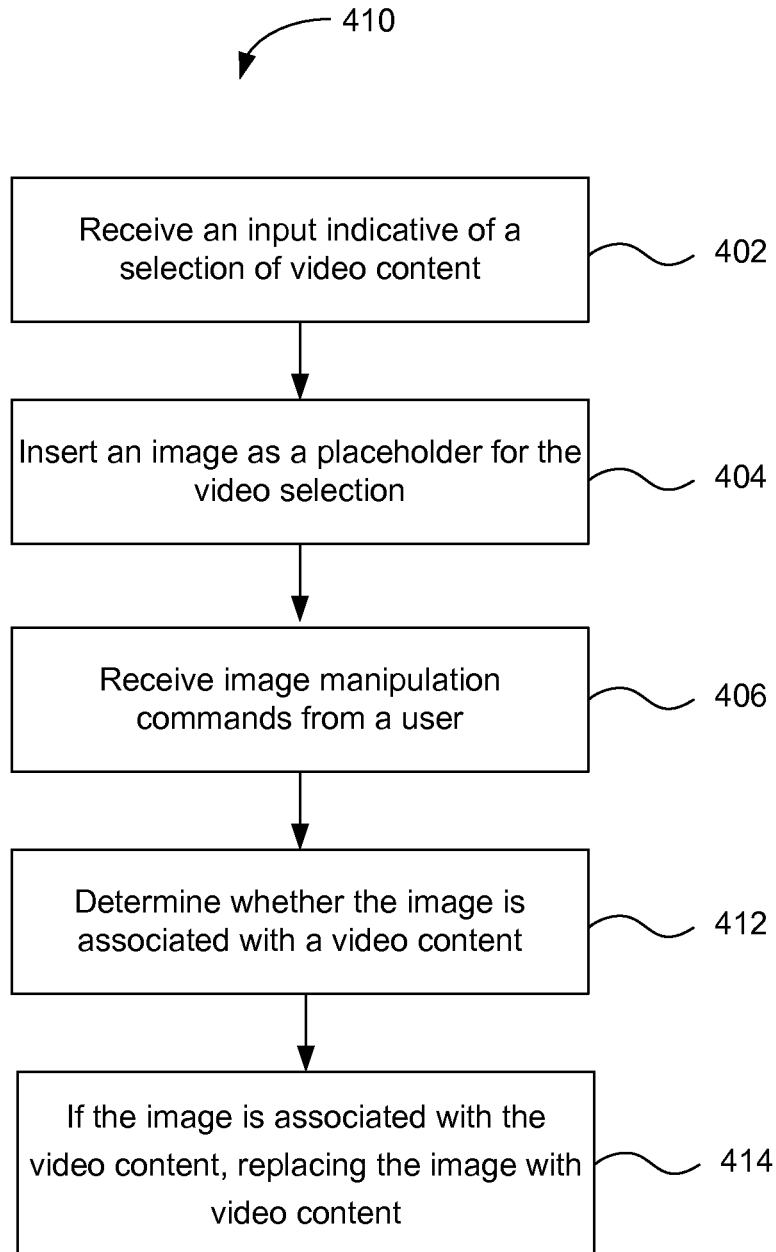 410
Receive an input indicative of a
selection of video content
402
Insert an image as a placeholder for the
video selection
404
Receive image manipulation
commands from a user
406
Determine whether the image is
associated with a video content
412
If the image is associated with the
video content, replacing the image with
video content
414